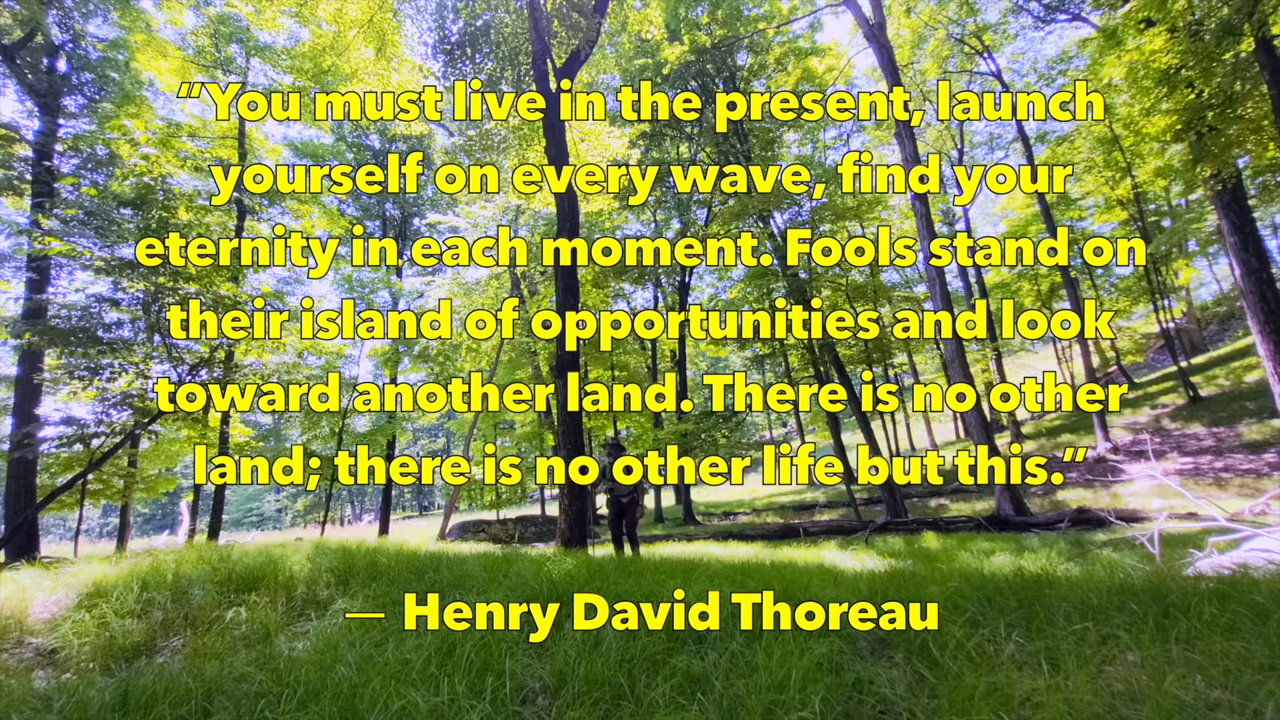 “You must live in the present, launch
yourself on every wave, find your
eternity in each moment. Fools stand on
their island of opportunities and look
toward another land. There is no other
land; there is no other life but this.”
— Henry David Thoreau